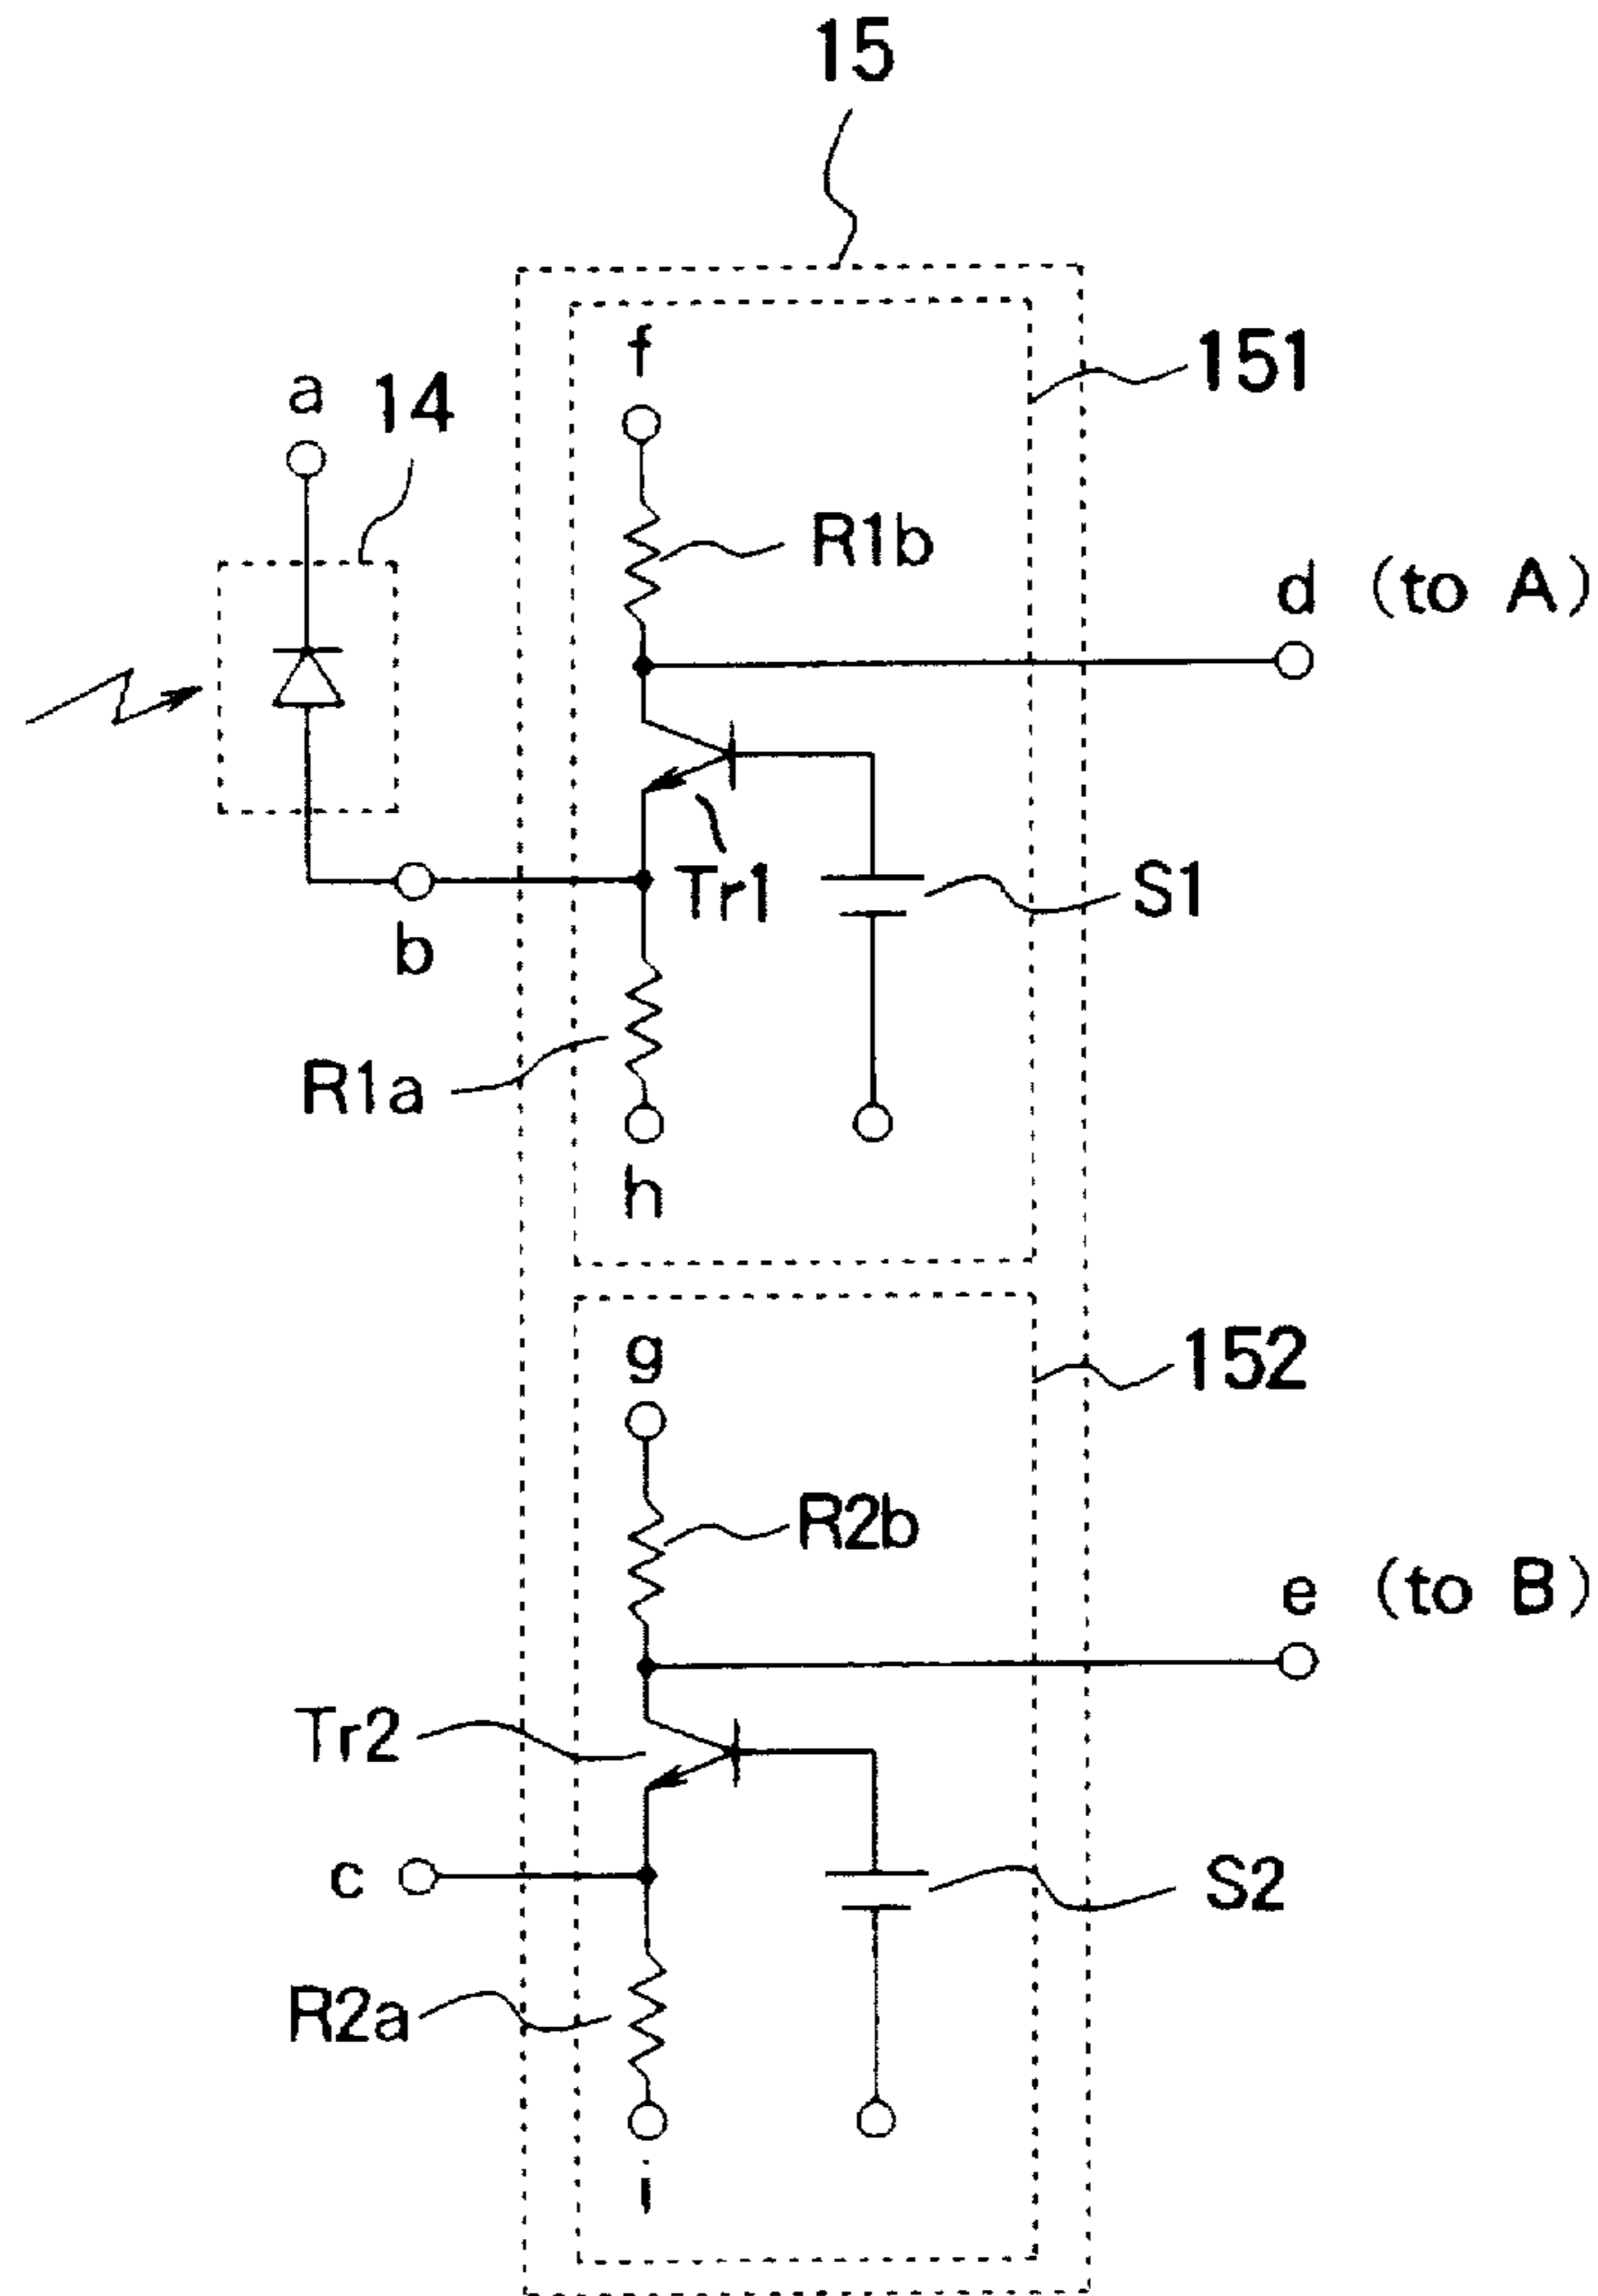 15
f
151
a
14
R1b
d (to A)
Tr1
S1
b
R1a
h
g
152
R2b
e (to B)
Tr2
c
S2
R2a
i